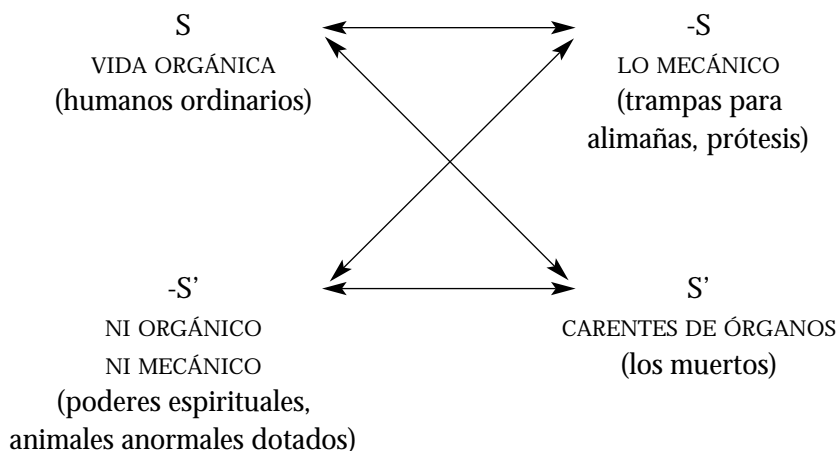 S
VIDA ORGÁNICA
(humanos ordinarios)
-S
LO MECÁNICO
(trampas para
alimañas, prótesis)
-S’
NI ORGÁNICO
NI MECÁNICO
(poderes espirituales,
animales anormales dotados)
S’
CARENTES DE ÓRGANOS
(los muertos)